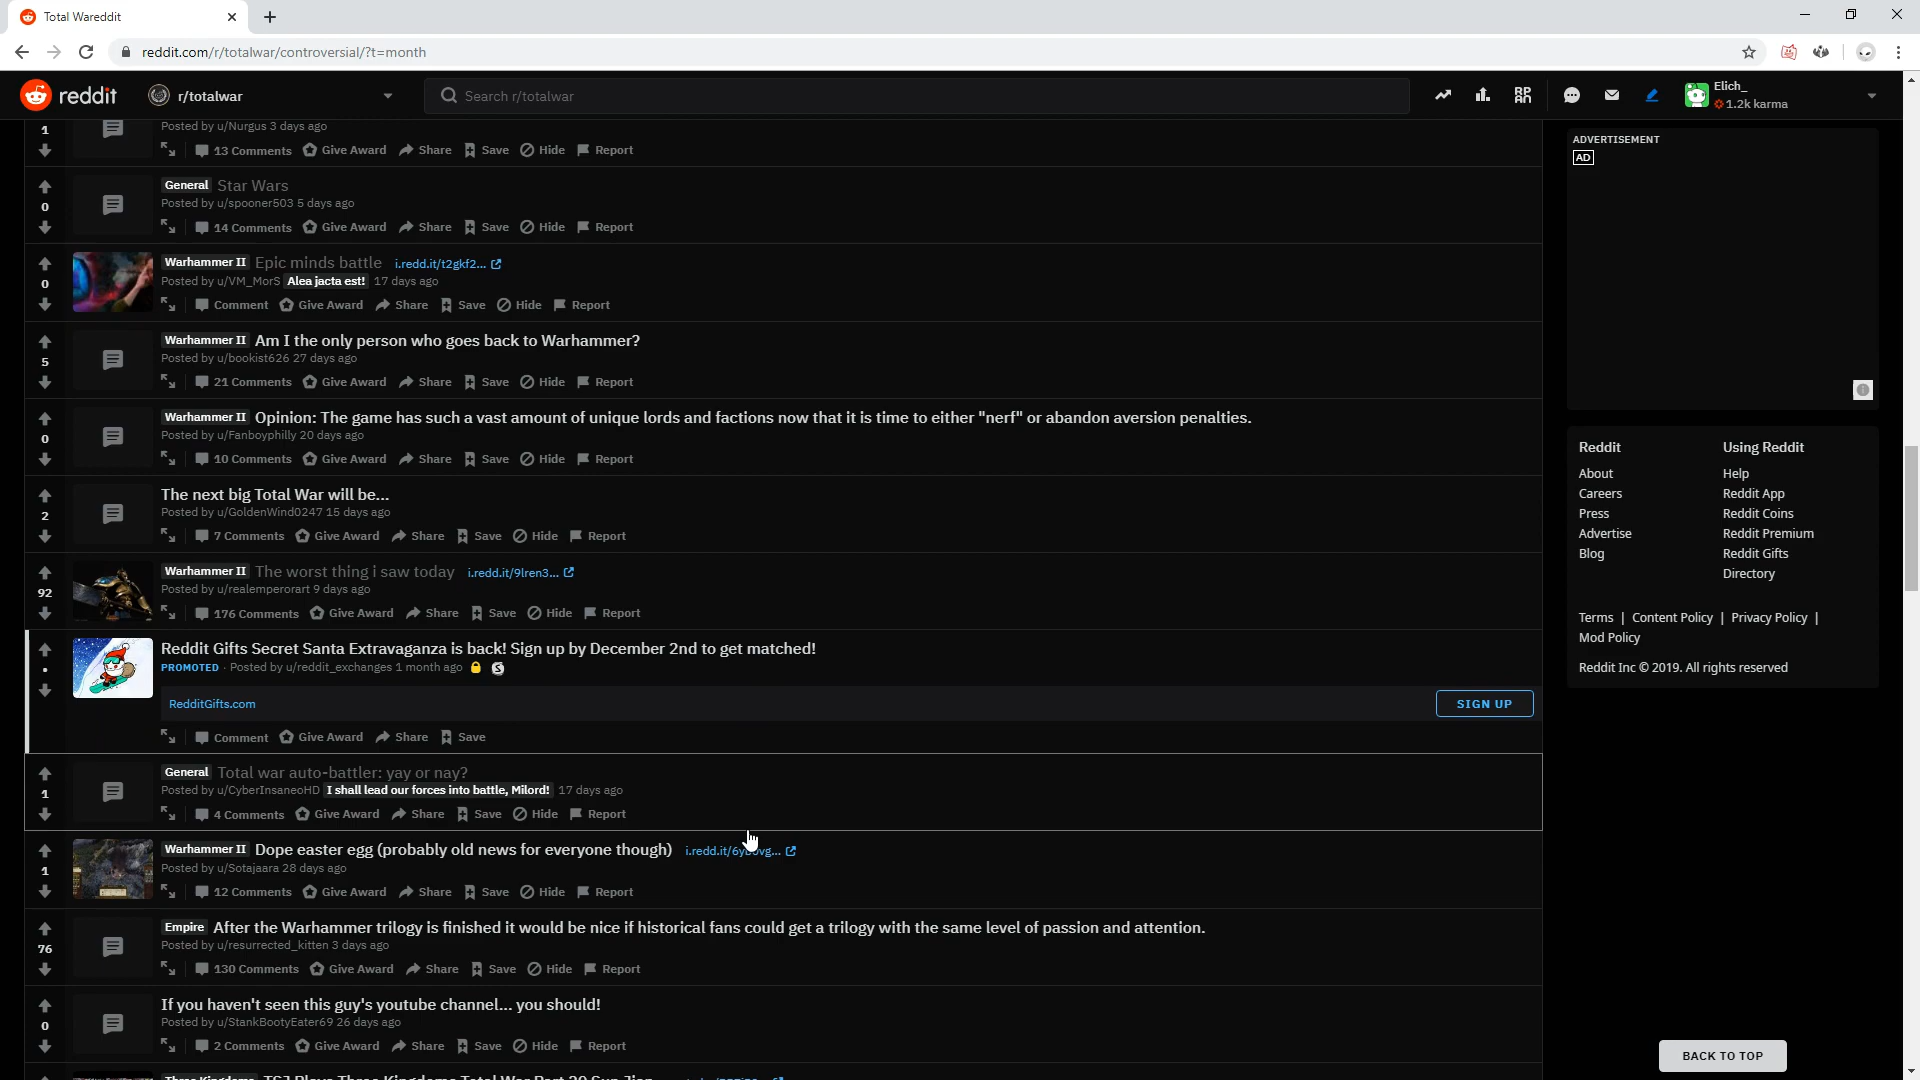 Total Wareddit
reddit.com/r/totalwar/controversial/?t=month
reddit
r/totalwar
Search r/totalwar
Elich_
1.2k karma
1
Posted by u/Nurgus 3 days ago
13 Comments Give Award Share Save Hide Report
General Star Wars
0
Posted by u/spooner503 5 days ago
14 Comments Give Award Share Save Hide Report
Warhammer II Epic minds battle i.redd.it/t2gkf2...
0
Posted by u/VM_MorS Alea jacta est! 17 days ago
Comment Give Award Share Save Hide Report
Warhammer II Am I the only person who goes back to Warhammer?
5
Posted by u/bookist626 27 days ago
21 Comments Give Award Share Save Hide Report
Warhammer II Opinion: The game has such a vast amount of unique lords and factions now that it is time to either "nerf" or abandon aversion penalties.
0
Posted by u/Fanboyphilly 20 days ago
10 Comments Give Award Share Save Hide Report
The next big Total War will be...
2
Posted by u/GoldenWind0247 15 days ago
7 Comments Give Award Share Save Hide Report
Warhammer II The worst thing i saw today i.redd.it/9lren3...
92
Posted by u/realemperorart 9 days ago
176 Comments Give Award Share Save Hide Report
Reddit Gifts Secret Santa Extravaganza is back! Sign up by December 2nd to get matched!
PROMOTED · Posted by u/reddit_exchanges 1 month ago
RedditGifts.com
SIGN UP
Comment Give Award Share Save
General Total war auto-battler: yay or nay?
1
Posted by u/CyberInsaneoHD I shall lead our forces into battle, Milord! 17 days ago
4 Comments Give Award Share Save Hide Report
Warhammer II Dope easter egg (probably old news for everyone though)
1
Posted by u/Sotajaara 28 days ago
12 Comments Give Award Share Save Hide Report
Empire After the Warhammer trilogy is finished it would be nice if historical fans could get a trilogy with the same level of passion and attention.
76
Posted by u/resurrected_kitten 3 days ago
130 Comments Give Award Share Save Hide Report
If you haven't seen this guy's youtube channel... you should!
0
Posted by u/StankBootyEater69 26 days ago
2 Comments Give Award Share Save Hide Report
ADVERTISEMENT
AD
Reddit
About
Careers
Press
Advertise
Blog
Using Reddit
Help
Reddit App
Reddit Coins
Reddit Premium
Reddit Gifts
Directory
Terms | Content Policy | Privacy Policy |
Mod Policy
Reddit Inc © 2019. All rights reserved
BACK TO TOP